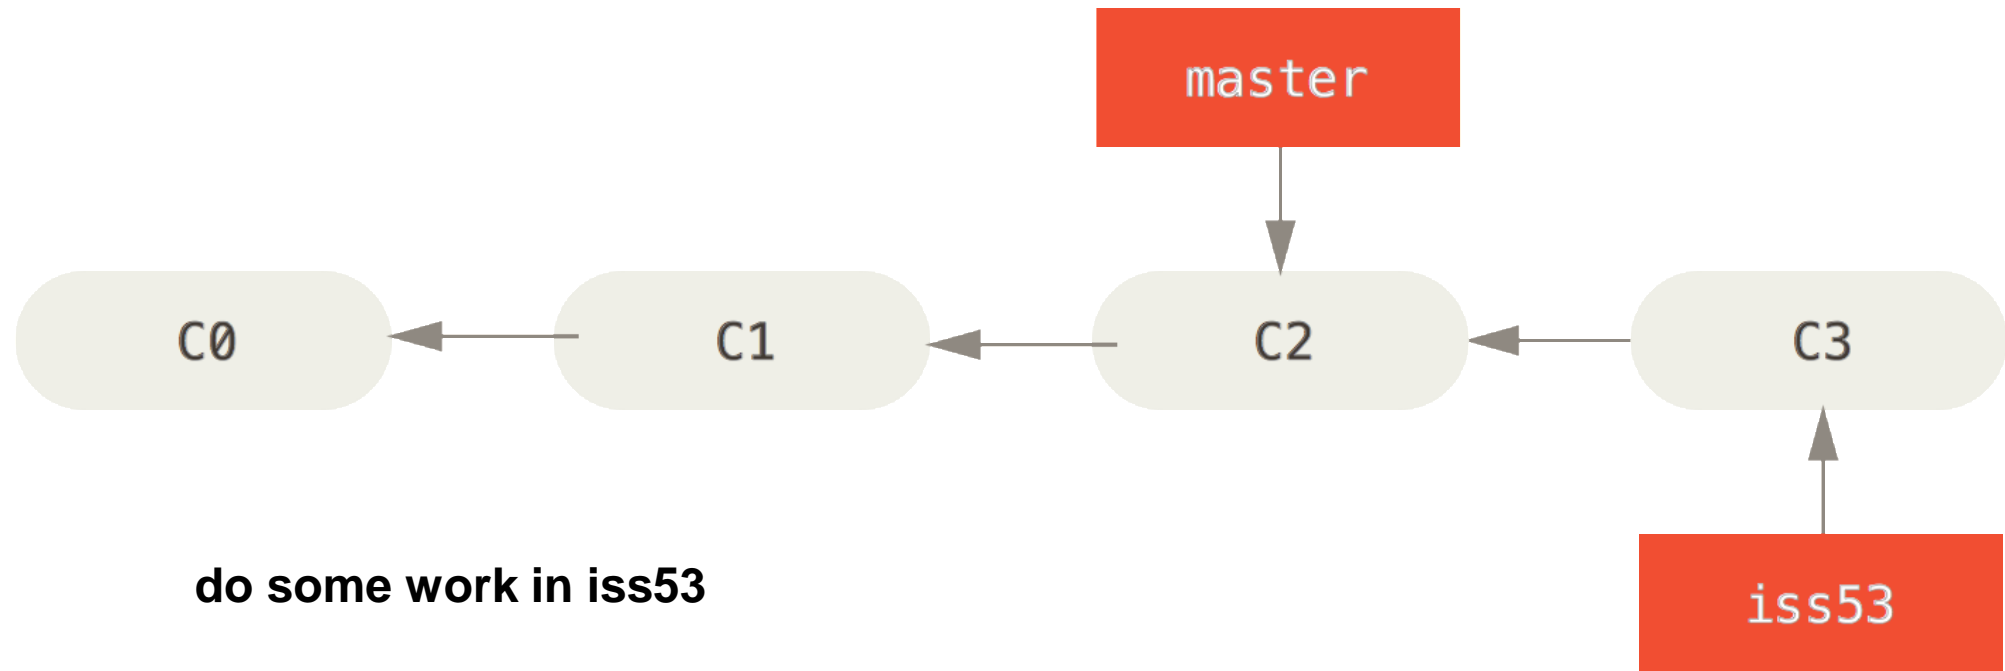 master
C0
C1
C2
C3
do some work in iss53
iss53